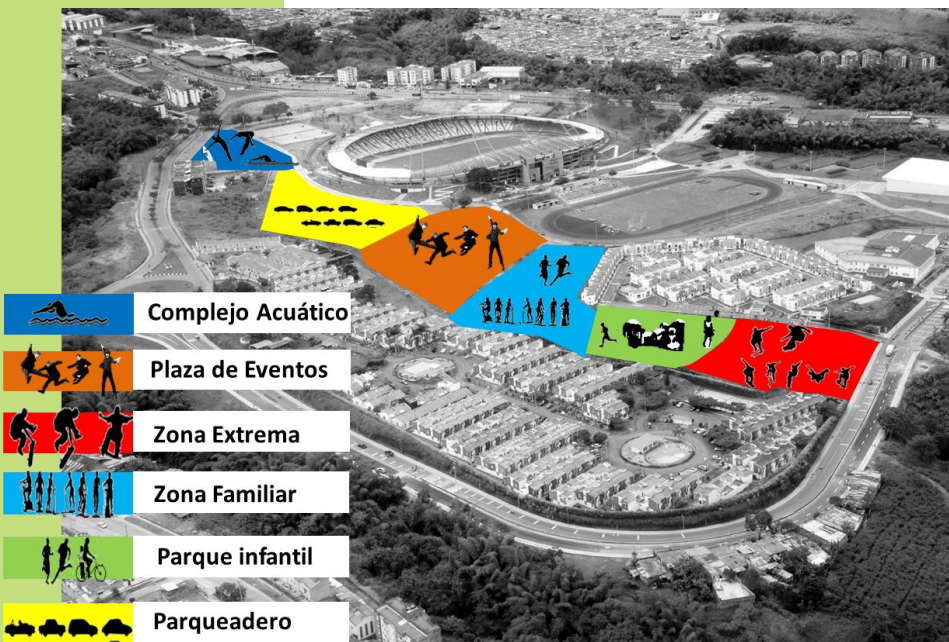 Complejo Acuático
Plaza de Eventos
Zona Extrema
Zona Familiar
Parque infantil
Parqueadero